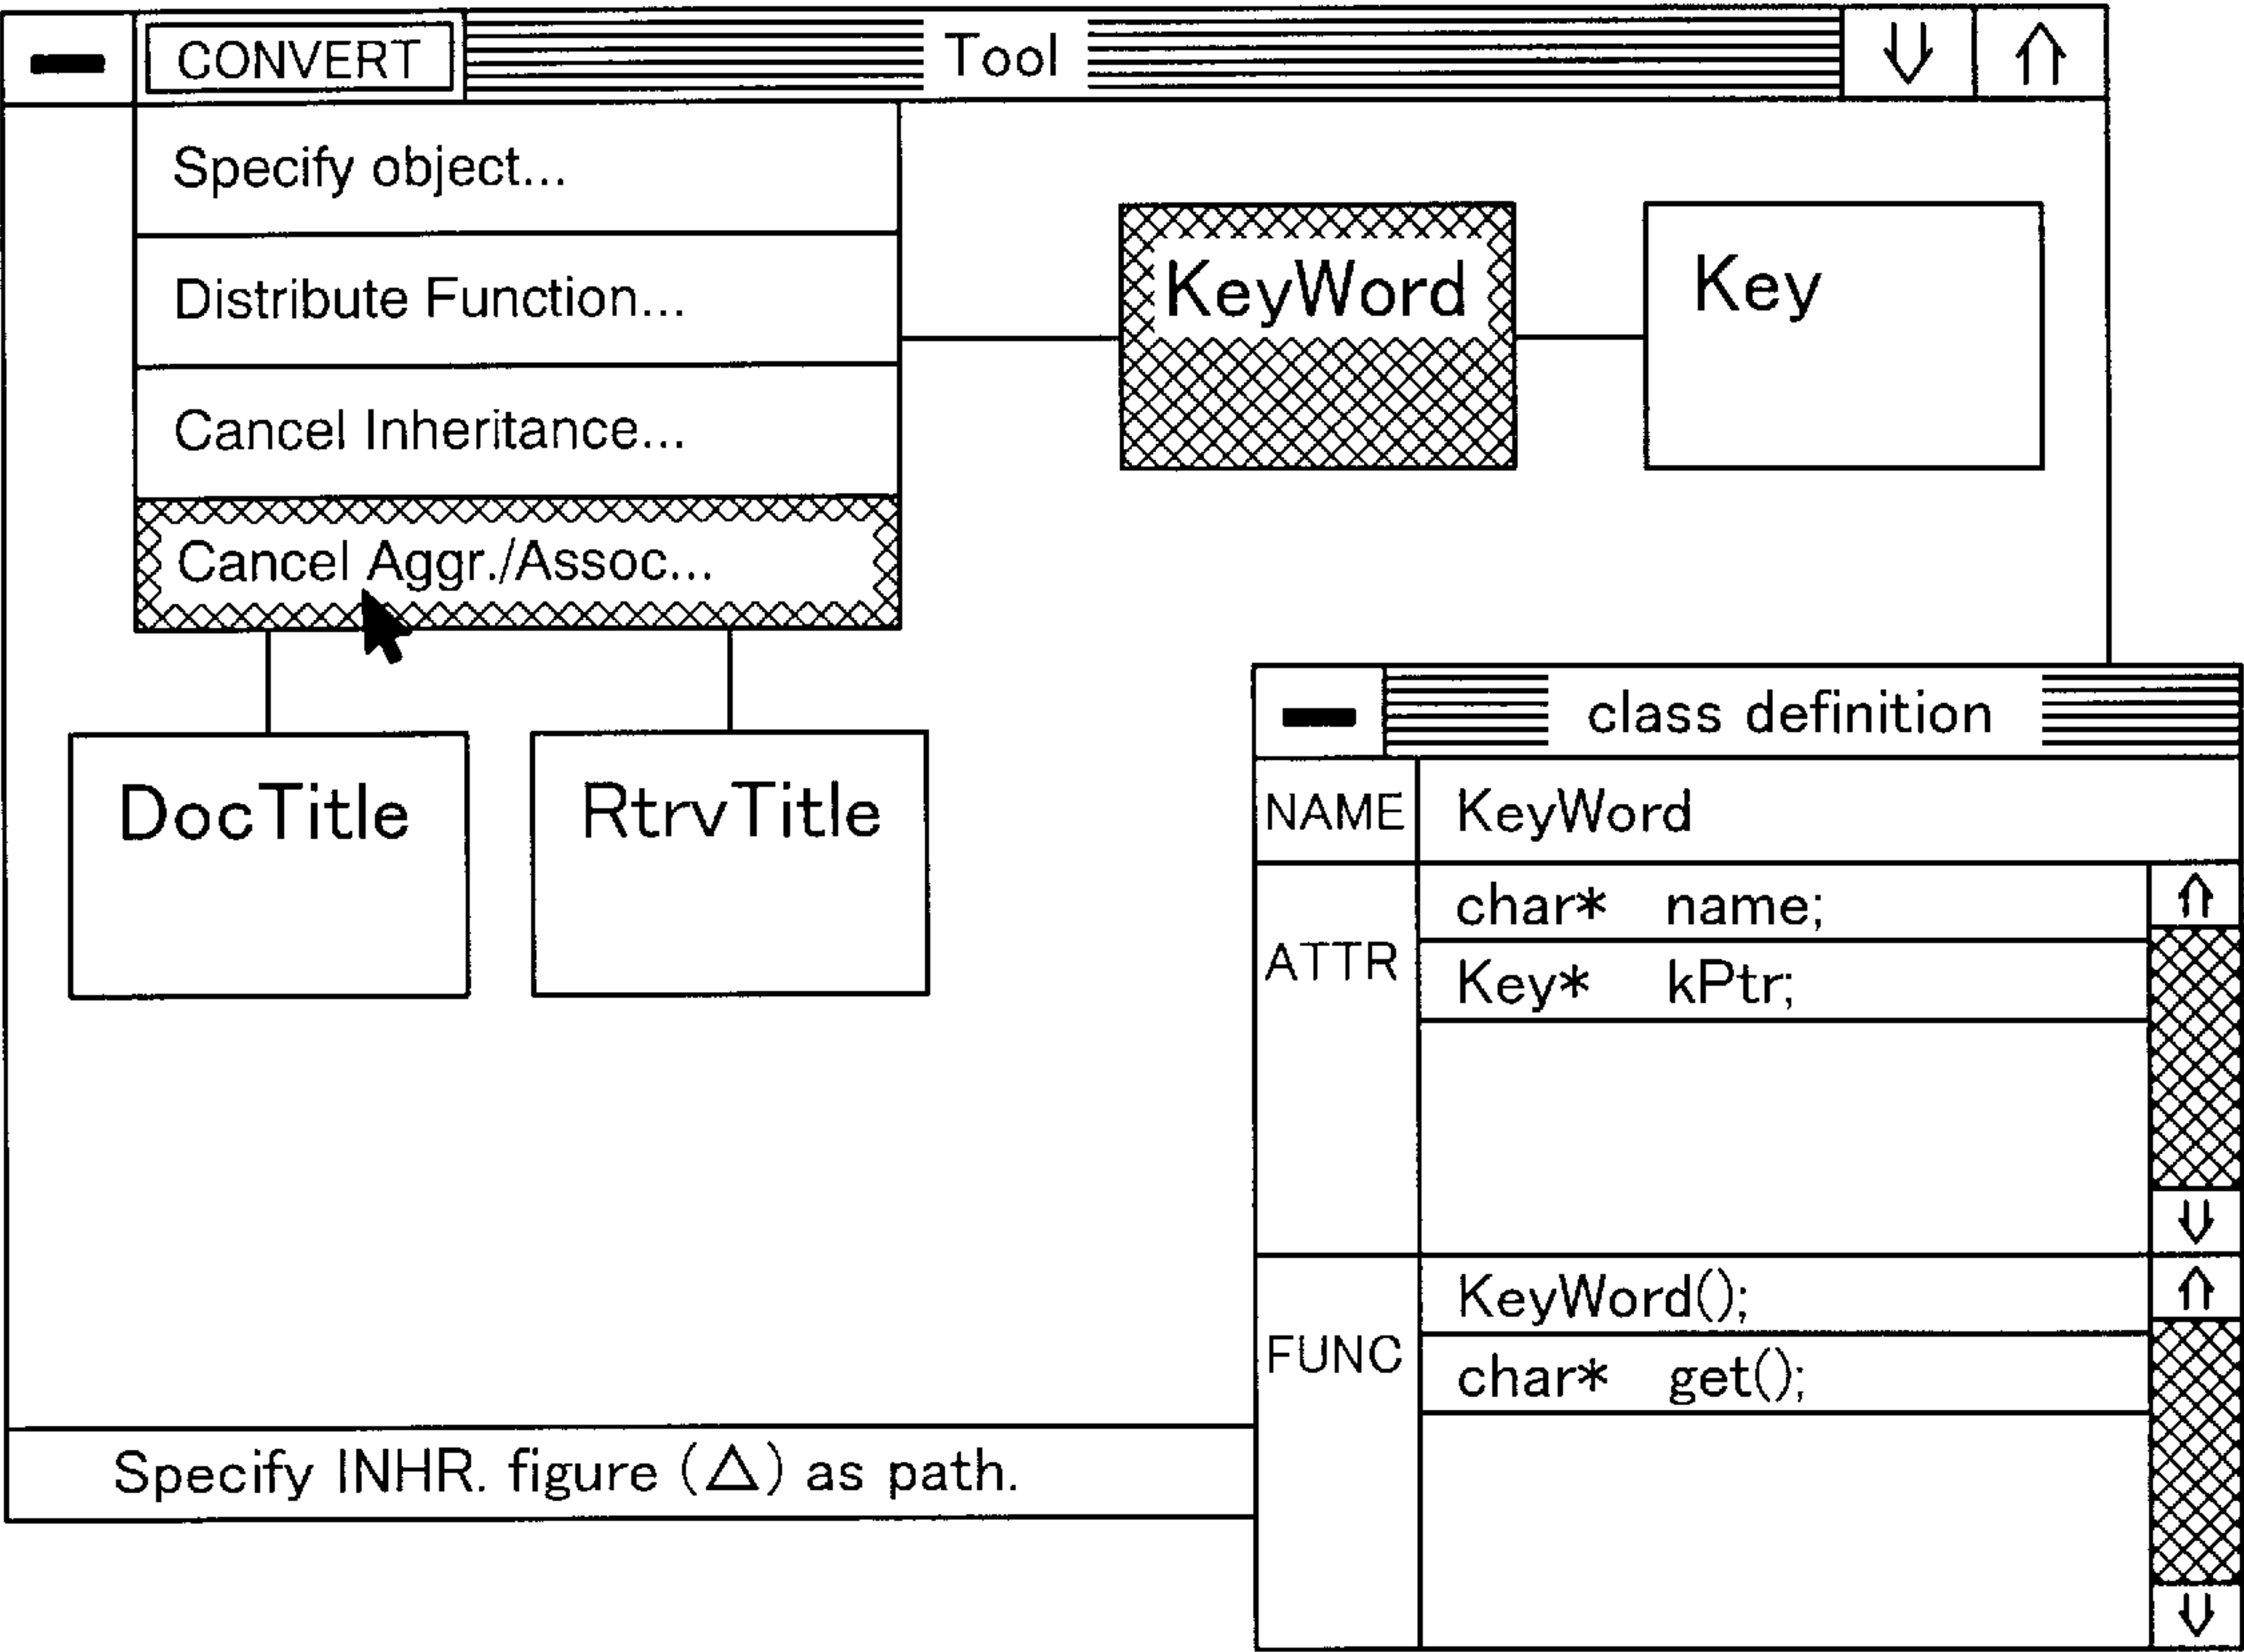 CONVERT
Tool
Specify object...
Distribute Function...
Cancel Inheritance...
Cancel Aggr./Assoc...
KeyWord
Key
DocTitle
RtrvTitle
class definition
NAME KeyWord
ATTR
char* name;
Key* kPtr;
FUNC
KeyWord();
char* get();
Specify INHR. figure (△) as path.